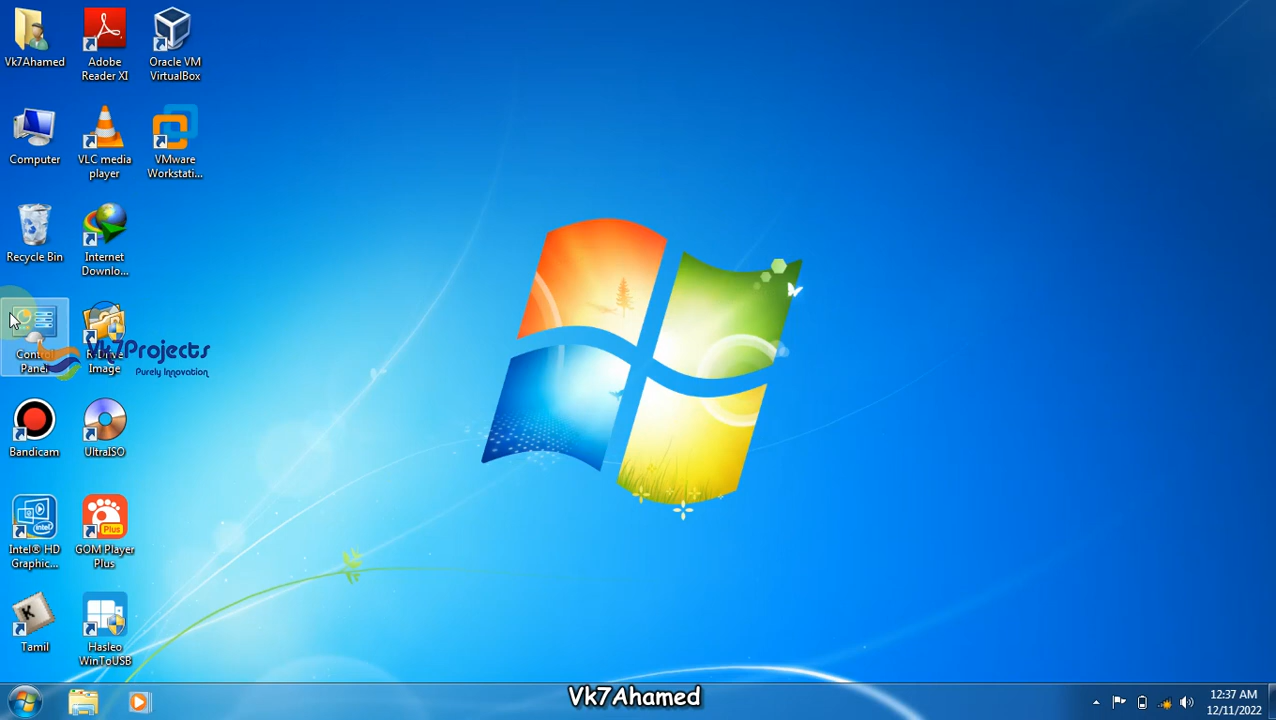 Vk7Ahamed
Adobe
Reader XI
Oracle VM
VirtualBox
Computer
VLC media
player
VMware
Workstati...
Recycle Bin
Internet
Downlo...
Control
Panel
R-Drive
Image
Vk7Projects
Purely Innovation
Bandicam
UltraISO
Intel® HD
Graphic...
GOM Player
Plus
Plus
intel
K
Tamil
Hasleo
WinToUSB
Vk7Ahamed
12:37 AM
12/11/2022